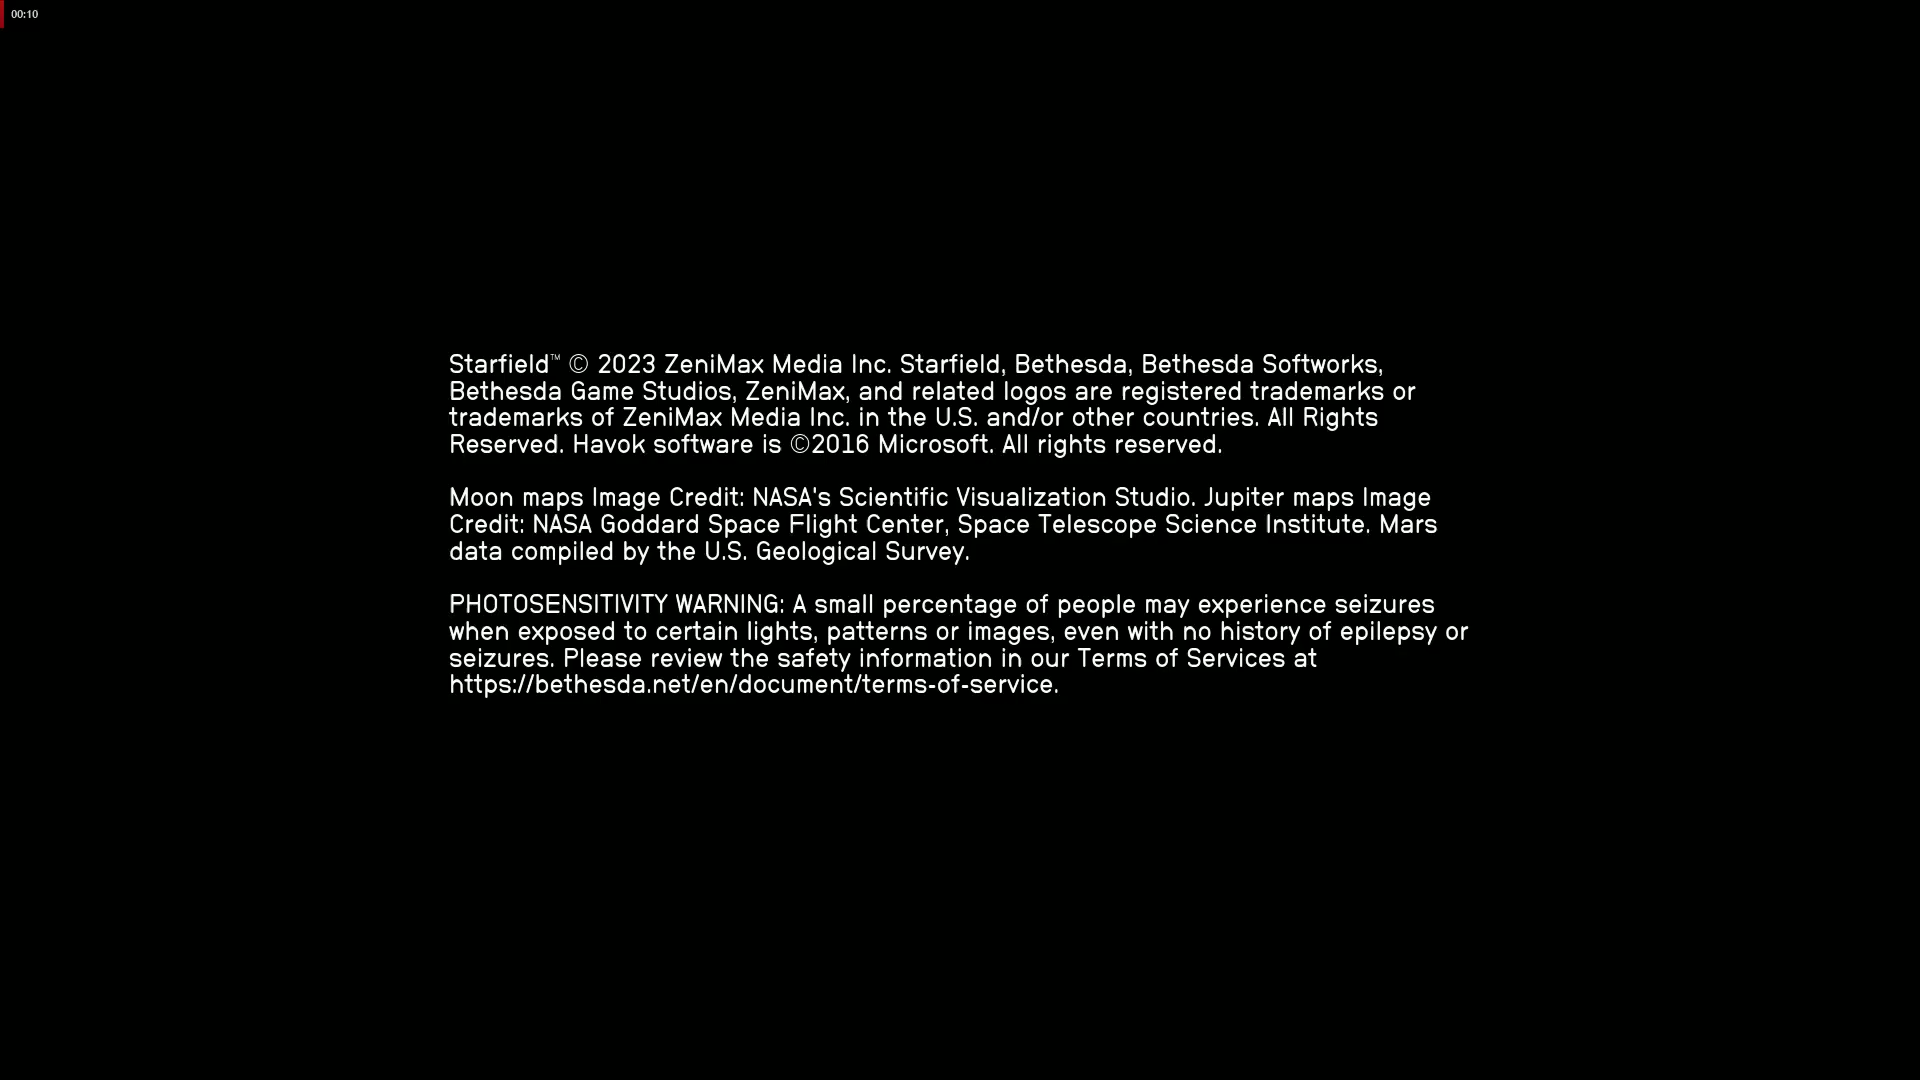 00:10
Starfield™ © 2023 ZeniMax Media Inc. Starfield, Bethesda, Bethesda Softworks,
Bethesda Game Studios, ZeniMax, and related logos are registered trademarks or
trademarks of ZeniMax Media Inc. in the U.S. and/or other countries. All Rights
Reserved. Havok software is ©2016 Microsoft. All rights reserved.
Moon maps Image Credit: NASA's Scientific Visualization Studio. Jupiter maps Image
Credit: NASA Goddard Space Flight Center, Space Telescope Science Institute. Mars
data compiled by the U.S. Geological Survey.
PHOTOSENSITIVITY WARNING: A small percentage of people may experience seizures
when exposed to certain lights, patterns or images, even with no history of epilepsy or
seizures. Please review the safety information in our Terms of Services at
https://bethesda.net/en/document/terms-of-service.